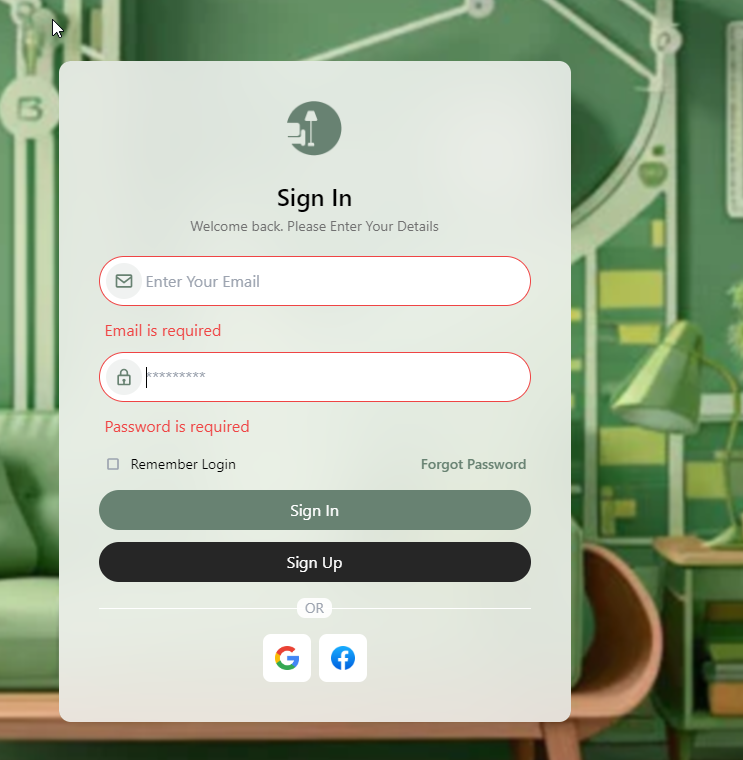 Sign In
Welcome back. Please Enter Your Details
Enter Your Email
Email is required
*********
Password is required
Remember Login Forgot Password
Sign In
Sign Up
OR